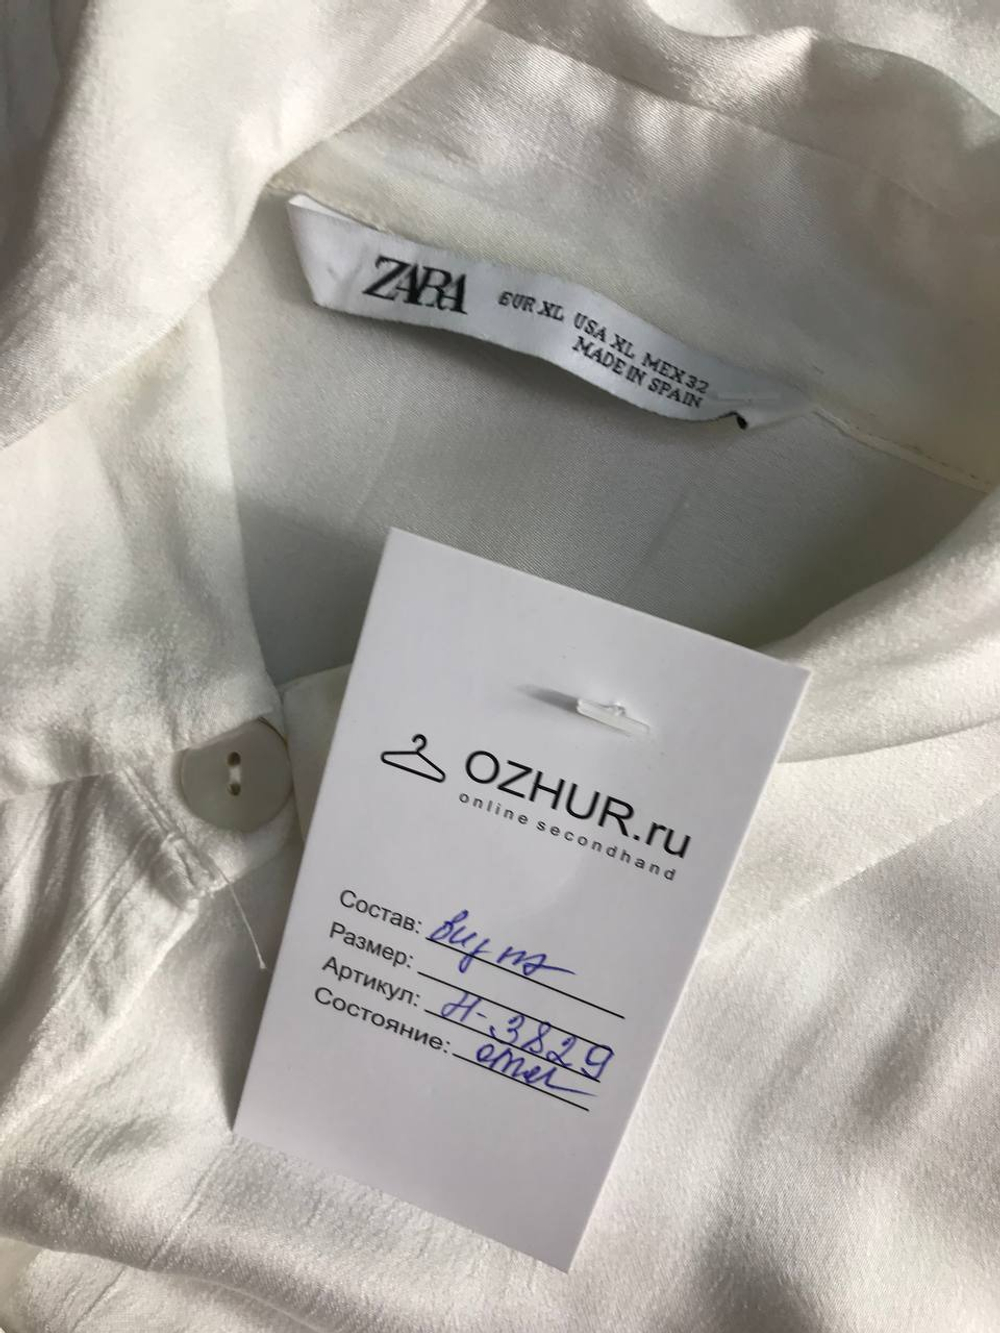 ZARA EUR XL USA XL MEX 32
MADE IN SPAIN
OZHUR.ru
online secondhand
Состав:
Размер:
Артикул: Н-3829
Состояние: отл